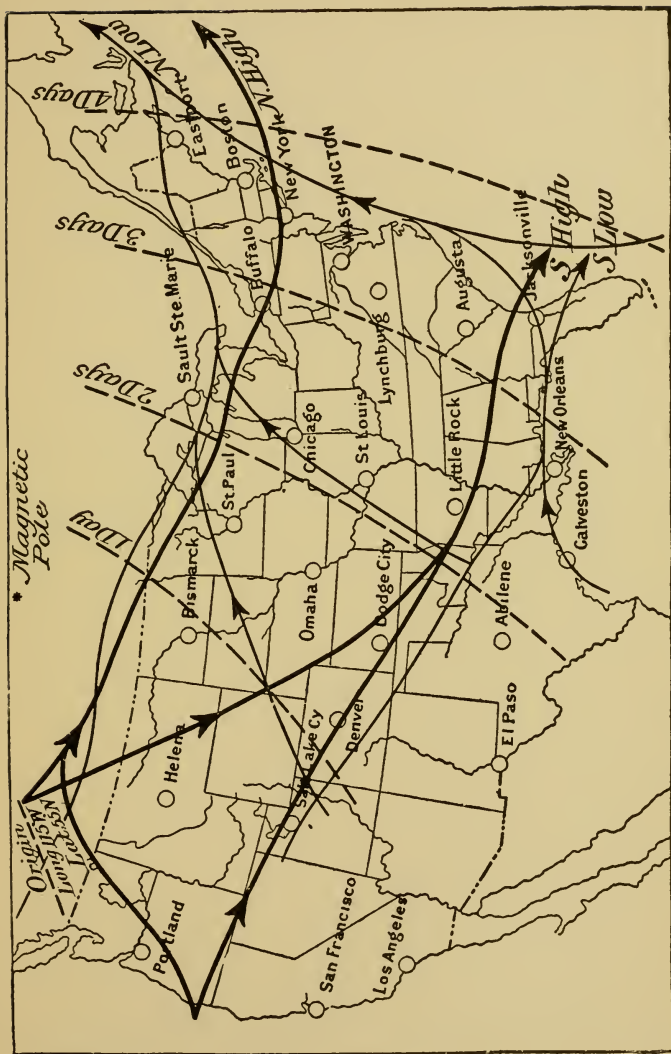 * Magnetic
Pole
Origin
Long 115W
Lat. 55N
1 Day
2 Days
3 Days
4 Days
N. Low
N. High
S High
S Low
Portland
Helena
Bismarck
St. Paul
Sault Ste. Marie
Eastport
Boston
New York
Buffalo
WASHINGTON
Chicago
Omaha
St Louis
Lynchburg
Salt Lake Cy
Denver
Dodge City
San Francisco
Los Angeles
El Paso
Abilene
Little Rock
Augusta
Jacksonville
New Orleans
Galveston